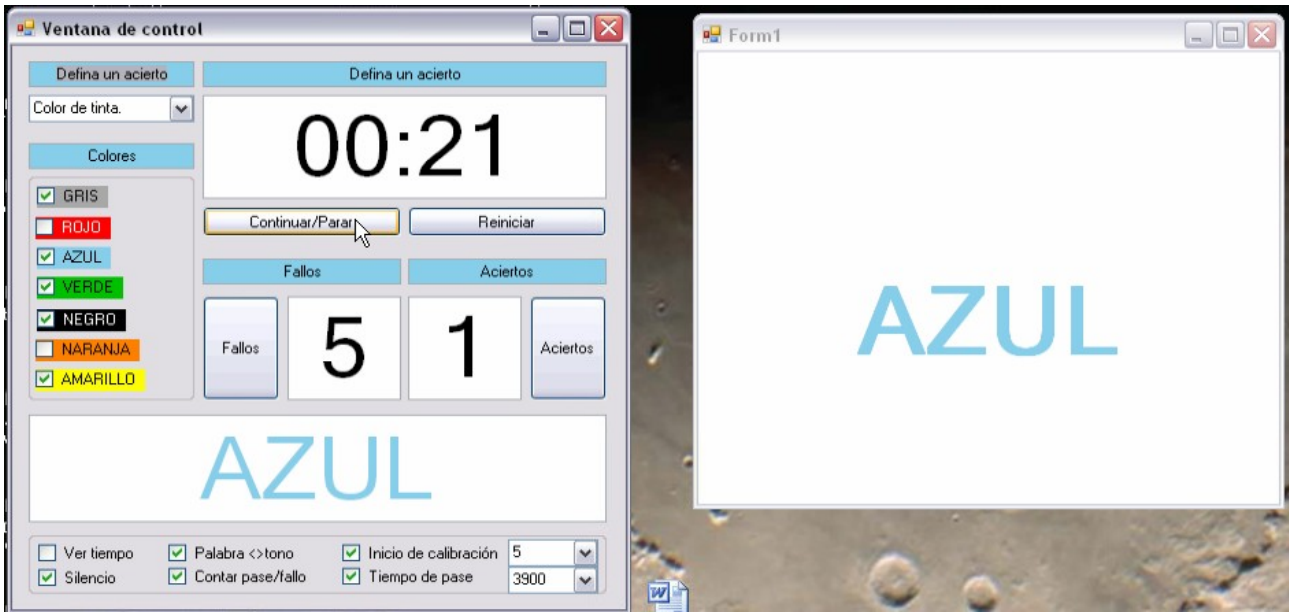 Ventana de control
Defina un acierto
Defina un acierto
Color de tinta.
00:21
Colores
GRIS
ROJO
AZUL
VERDE
NEGRO
NARANJA
AMARILLO
Continuar/Parar
Reiniciar
Fallos
Aciertos
Fallos
5
1
Aciertos
AZUL
Ver tiempo
Palabra <>tono
Inicio de calibración
5
Silencio
Contar pase/fallo
Tiempo de pase
3900
Form1
AZUL
W